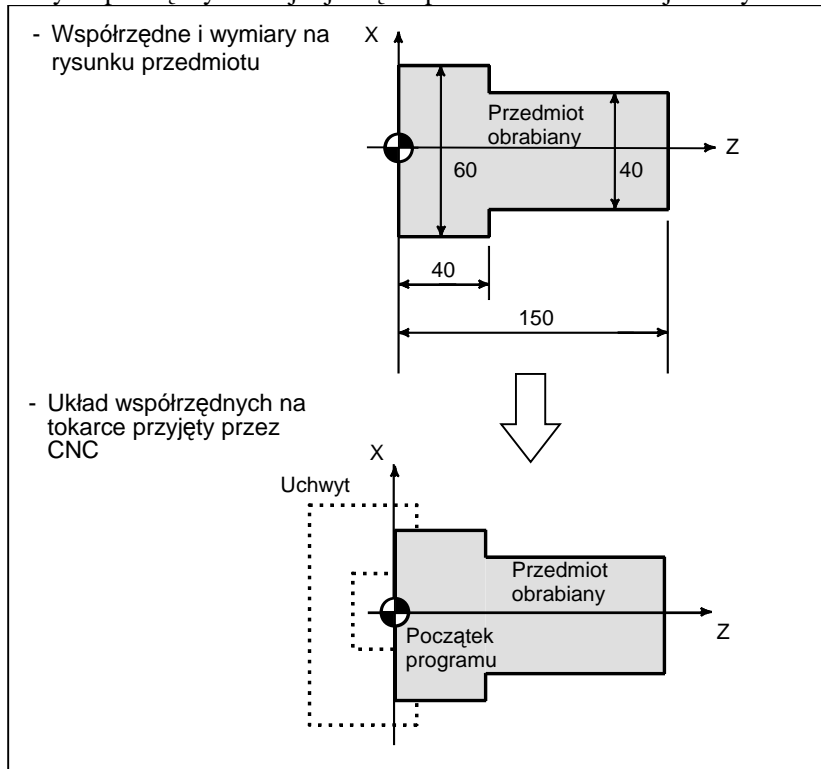 - Współrzędne i wymiary na
rysunku przedmiotu
X
Przedmiot
obrabiany
Z
60
40
40
150
- Układ współrzędnych na
tokarce przyjęty przez
CNC
X
Uchwyt
Przedmiot
obrabiany
Z
Początek
programu